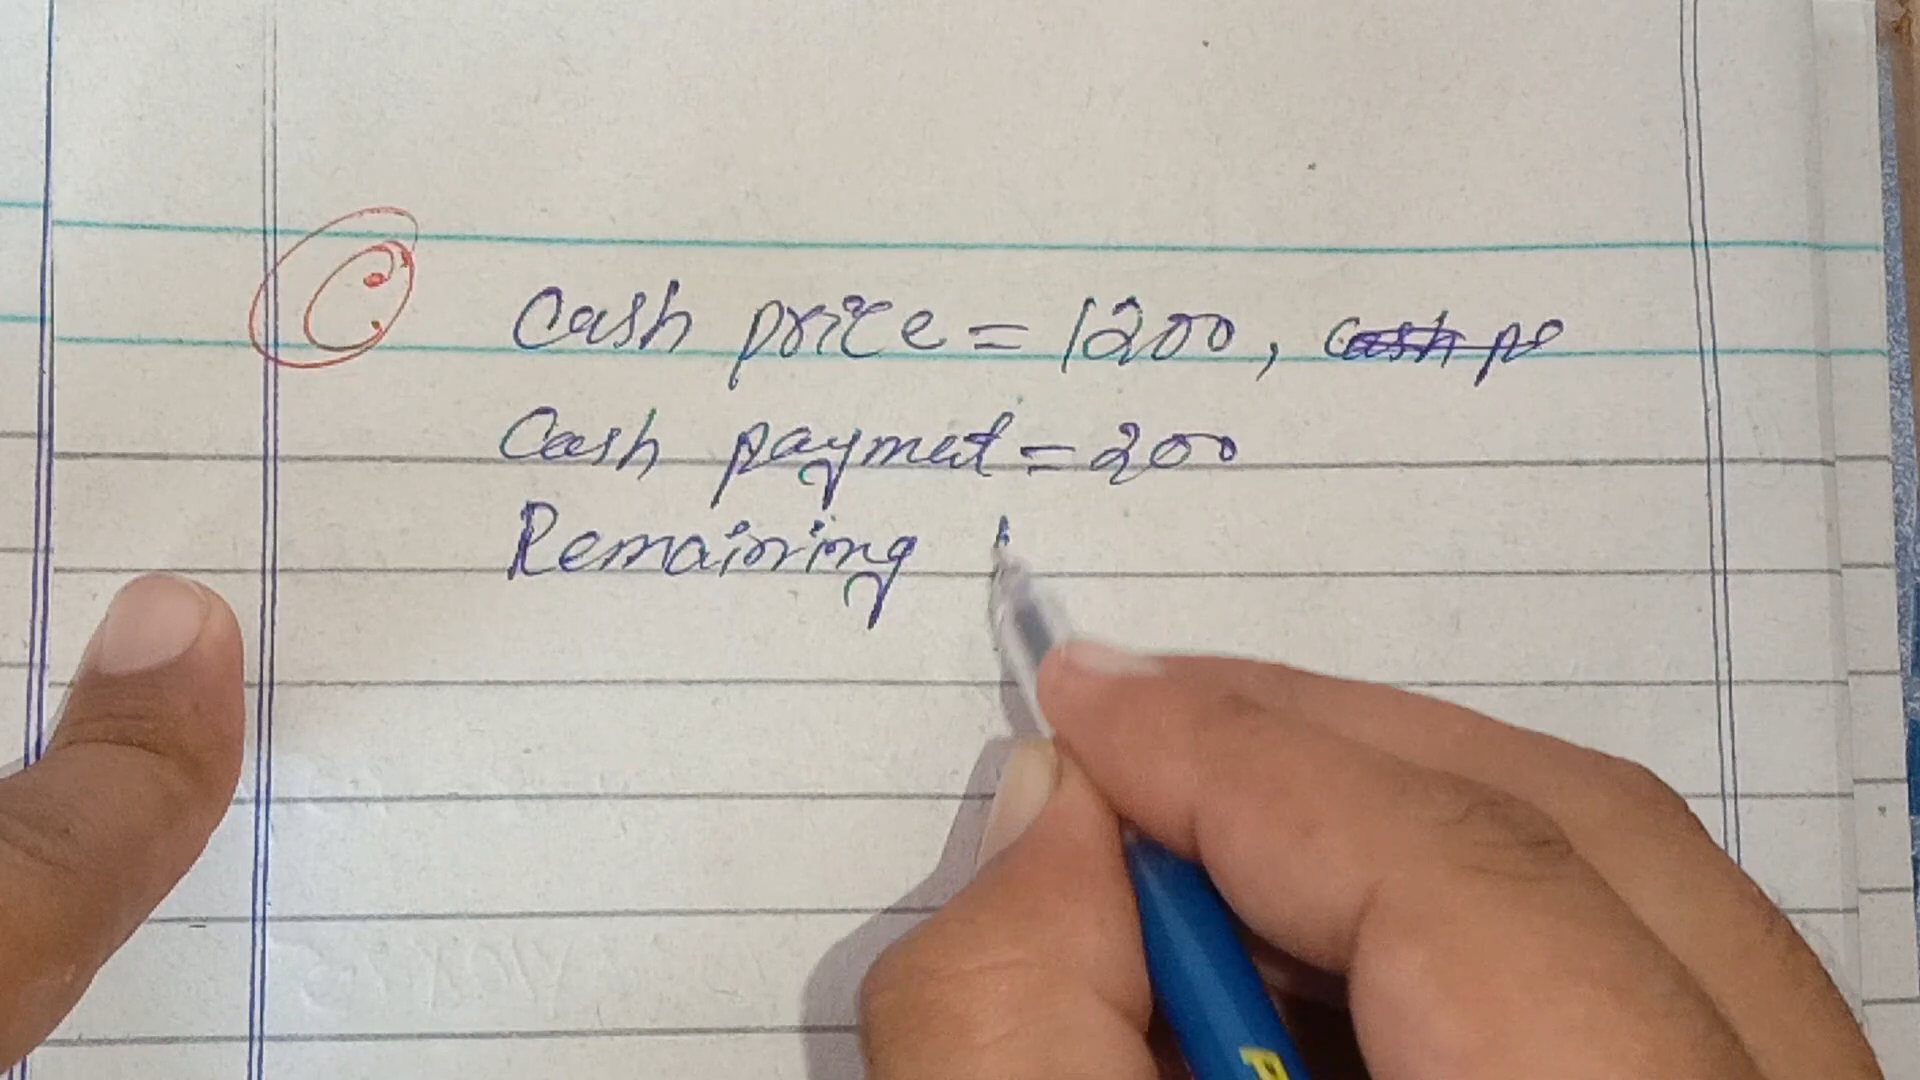 Cash price = 1200,
Cash paymet = 200
Remaining
P